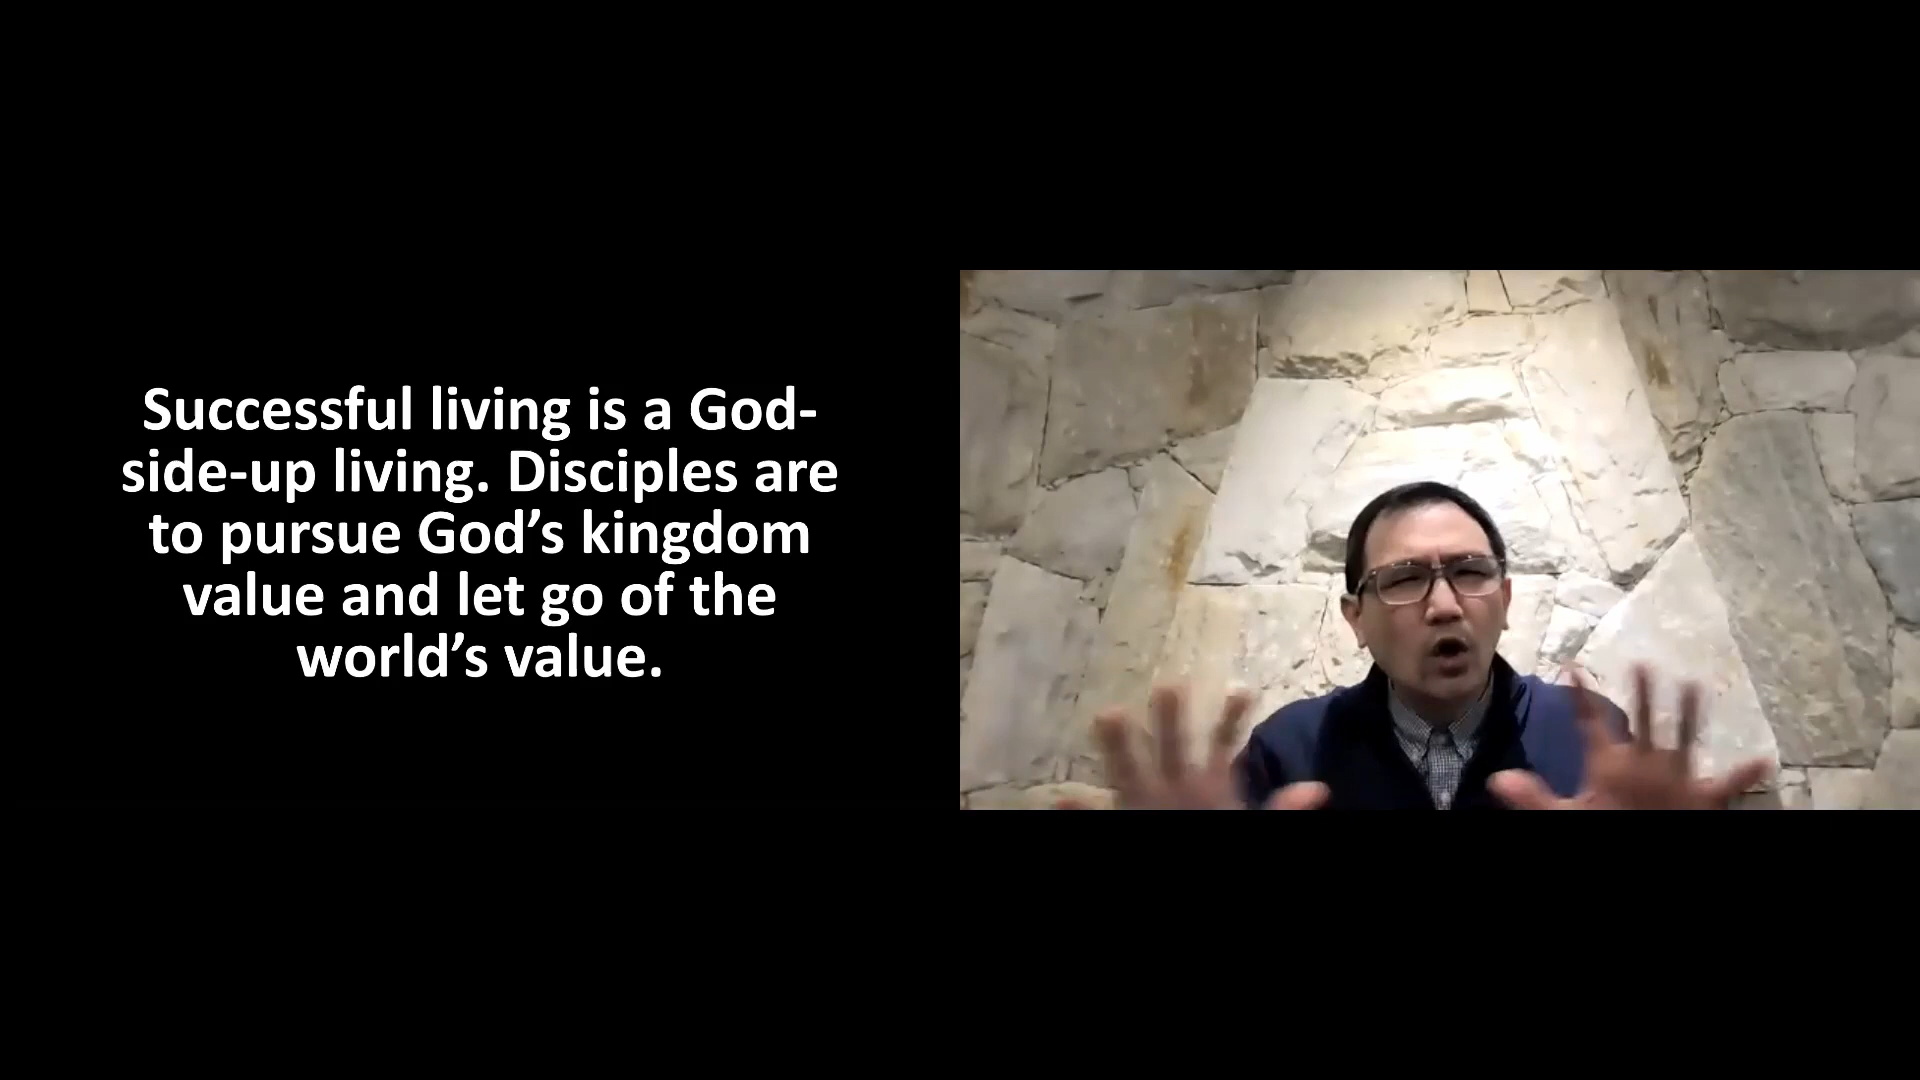 Successful living is a God-
side-up living. Disciples are
to pursue God’s kingdom
value and let go of the
world’s value.